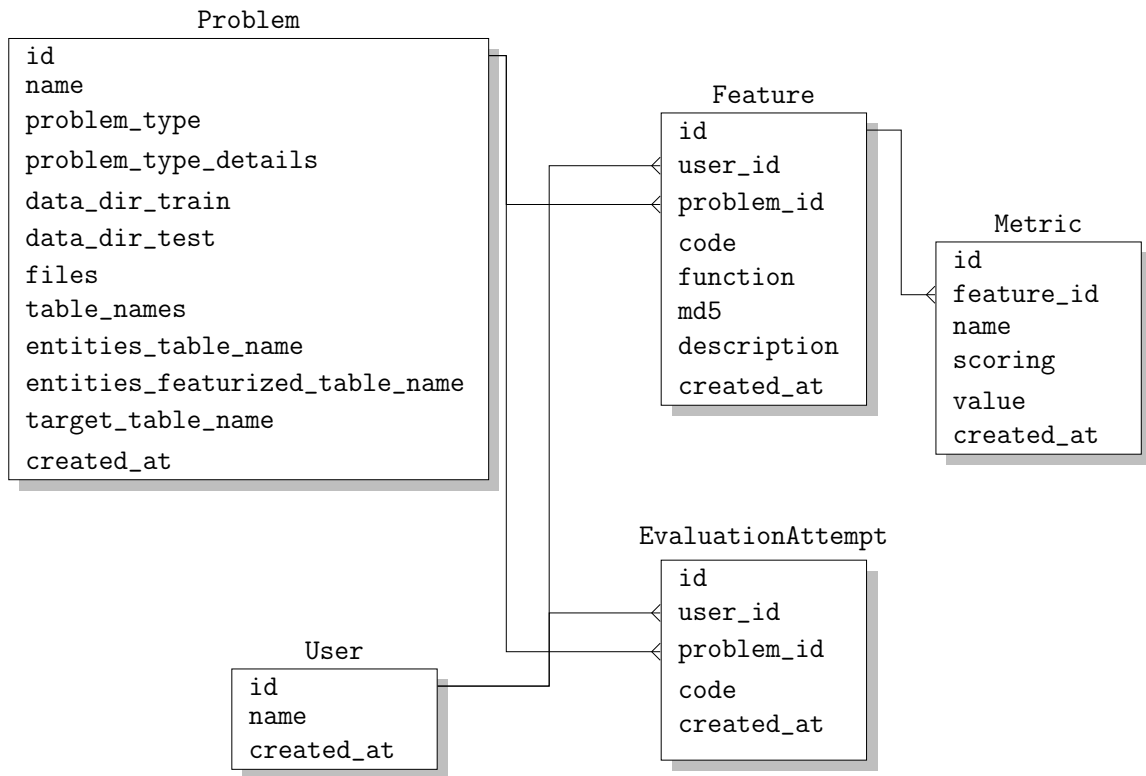 Problem
id
name
problem_type
problem_type_details
data_dir_train
data_dir_test
files
table_names
entities_table_name
entities_featurized_table_name
target_table_name
created_at
Feature
id
user_id
problem_id
code
function
md5
description
created_at
Metric
id
feature_id
name
scoring
value
created_at
EvaluationAttempt
id
user_id
problem_id
code
created_at
User
id
name
created_at